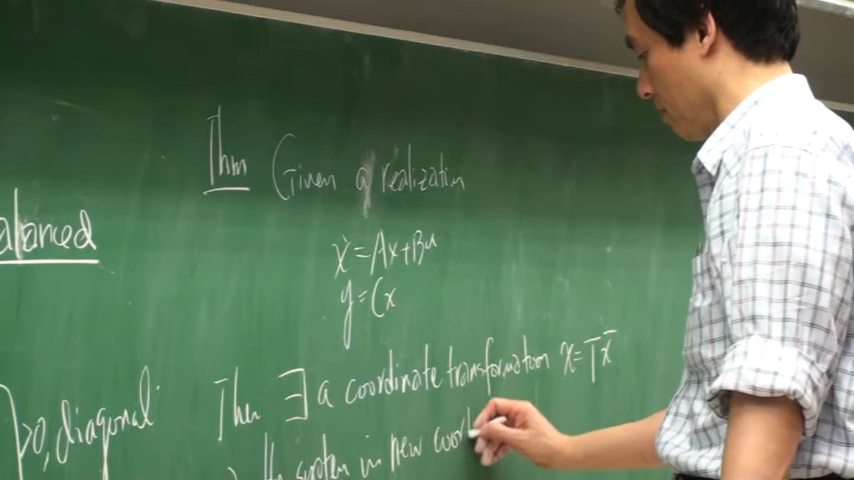 Thm Given a realization
ẋ=Ax+Bu
y=Cx
alanced
Then ∃ a coordinate transformation x=Tx̄
>0, diagonal.
the system in new coord